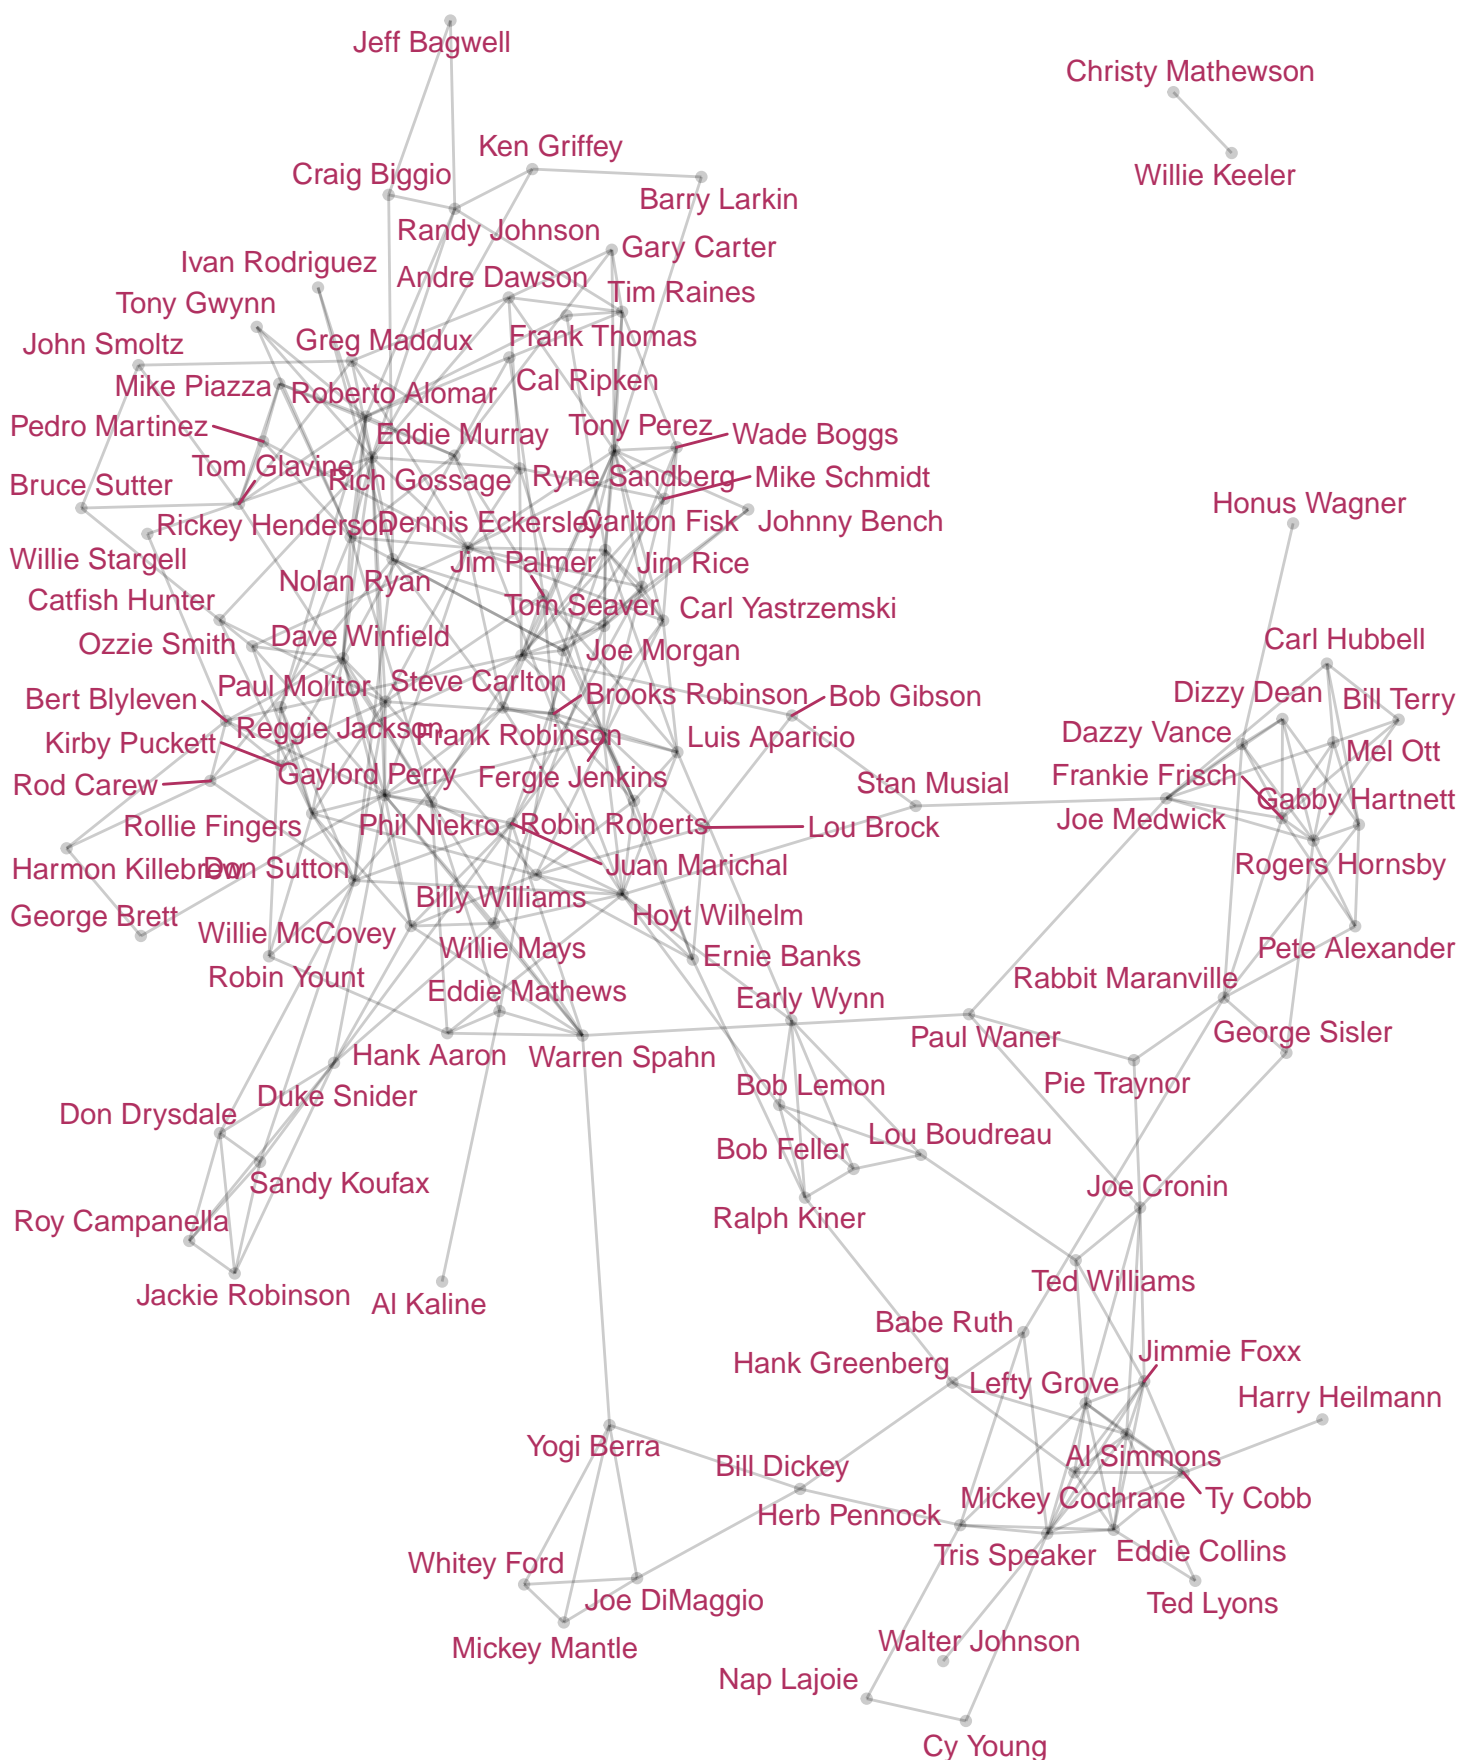 Jeff Bagwell
Christy Mathewson
Ken Griffey
Craig Biggio
Willie Keeler
Barry Larkin
Randy Johnson
Gary Carter
Ivan Rodriguez
Andre Dawson
Tim Raines
Tony Gwynn
John Smoltz
Greg Maddux
Frank Thomas
Mike Piazza
Roberto Alomar
Cal Ripken
Pedro Martinez
Eddie Murray
Tony Perez
Wade Boggs
Tom Glavine
Rich Gossage
Ryne Sandberg
Mike Schmidt
Bruce Sutter
Honus Wagner
Rickey Henderson
Dennis Eckersley
Carlton Fisk
Johnny Bench
Willie Stargell
Nolan Ryan
Jim Palmer
Jim Rice
Catfish Hunter
Tom Seaver
Carl Yastrzemski
Ozzie Smith
Dave Winfield
Joe Morgan
Carl Hubbell
Bert Blyleven
Paul Molitor
Steve Carlton
Brooks Robinson
Bob Gibson
Dizzy Dean
Bill Terry
Kirby Puckett
Reggie Jackson
Frank Robinson
Luis Aparicio
Dazzy Vance
Mel Ott
Rod Carew
Gaylord Perry
Fergie Jenkins
Stan Musial
Frankie Frisch
Gabby Hartnett
Rollie Fingers
Phil Niekro
Robin Roberts
Lou Brock
Joe Medwick
Harmon Killebrew
Don Sutton
Juan Marichal
Rogers Hornsby
George Brett
Billy Williams
Hoyt Wilhelm
Willie McCovey
Willie Mays
Ernie Banks
Pete Alexander
Robin Yount
Eddie Mathews
Early Wynn
Rabbit Maranville
Hank Aaron
Warren Spahn
Paul Waner
George Sisler
Duke Snider
Bob Lemon
Pie Traynor
Don Drysdale
Bob Feller
Lou Boudreau
Sandy Koufax
Joe Cronin
Roy Campanella
Ralph Kiner
Jackie Robinson
Al Kaline
Ted Williams
Babe Ruth
Hank Greenberg
Lefty Grove
Jimmie Foxx
Harry Heilmann
Yogi Berra
Bill Dickey
Al Simmons
Herb Pennock
Mickey Cochrane
Ty Cobb
Whitey Ford
Joe DiMaggio
Tris Speaker
Eddie Collins
Ted Lyons
Mickey Mantle
Walter Johnson
Nap Lajoie
Cy Young